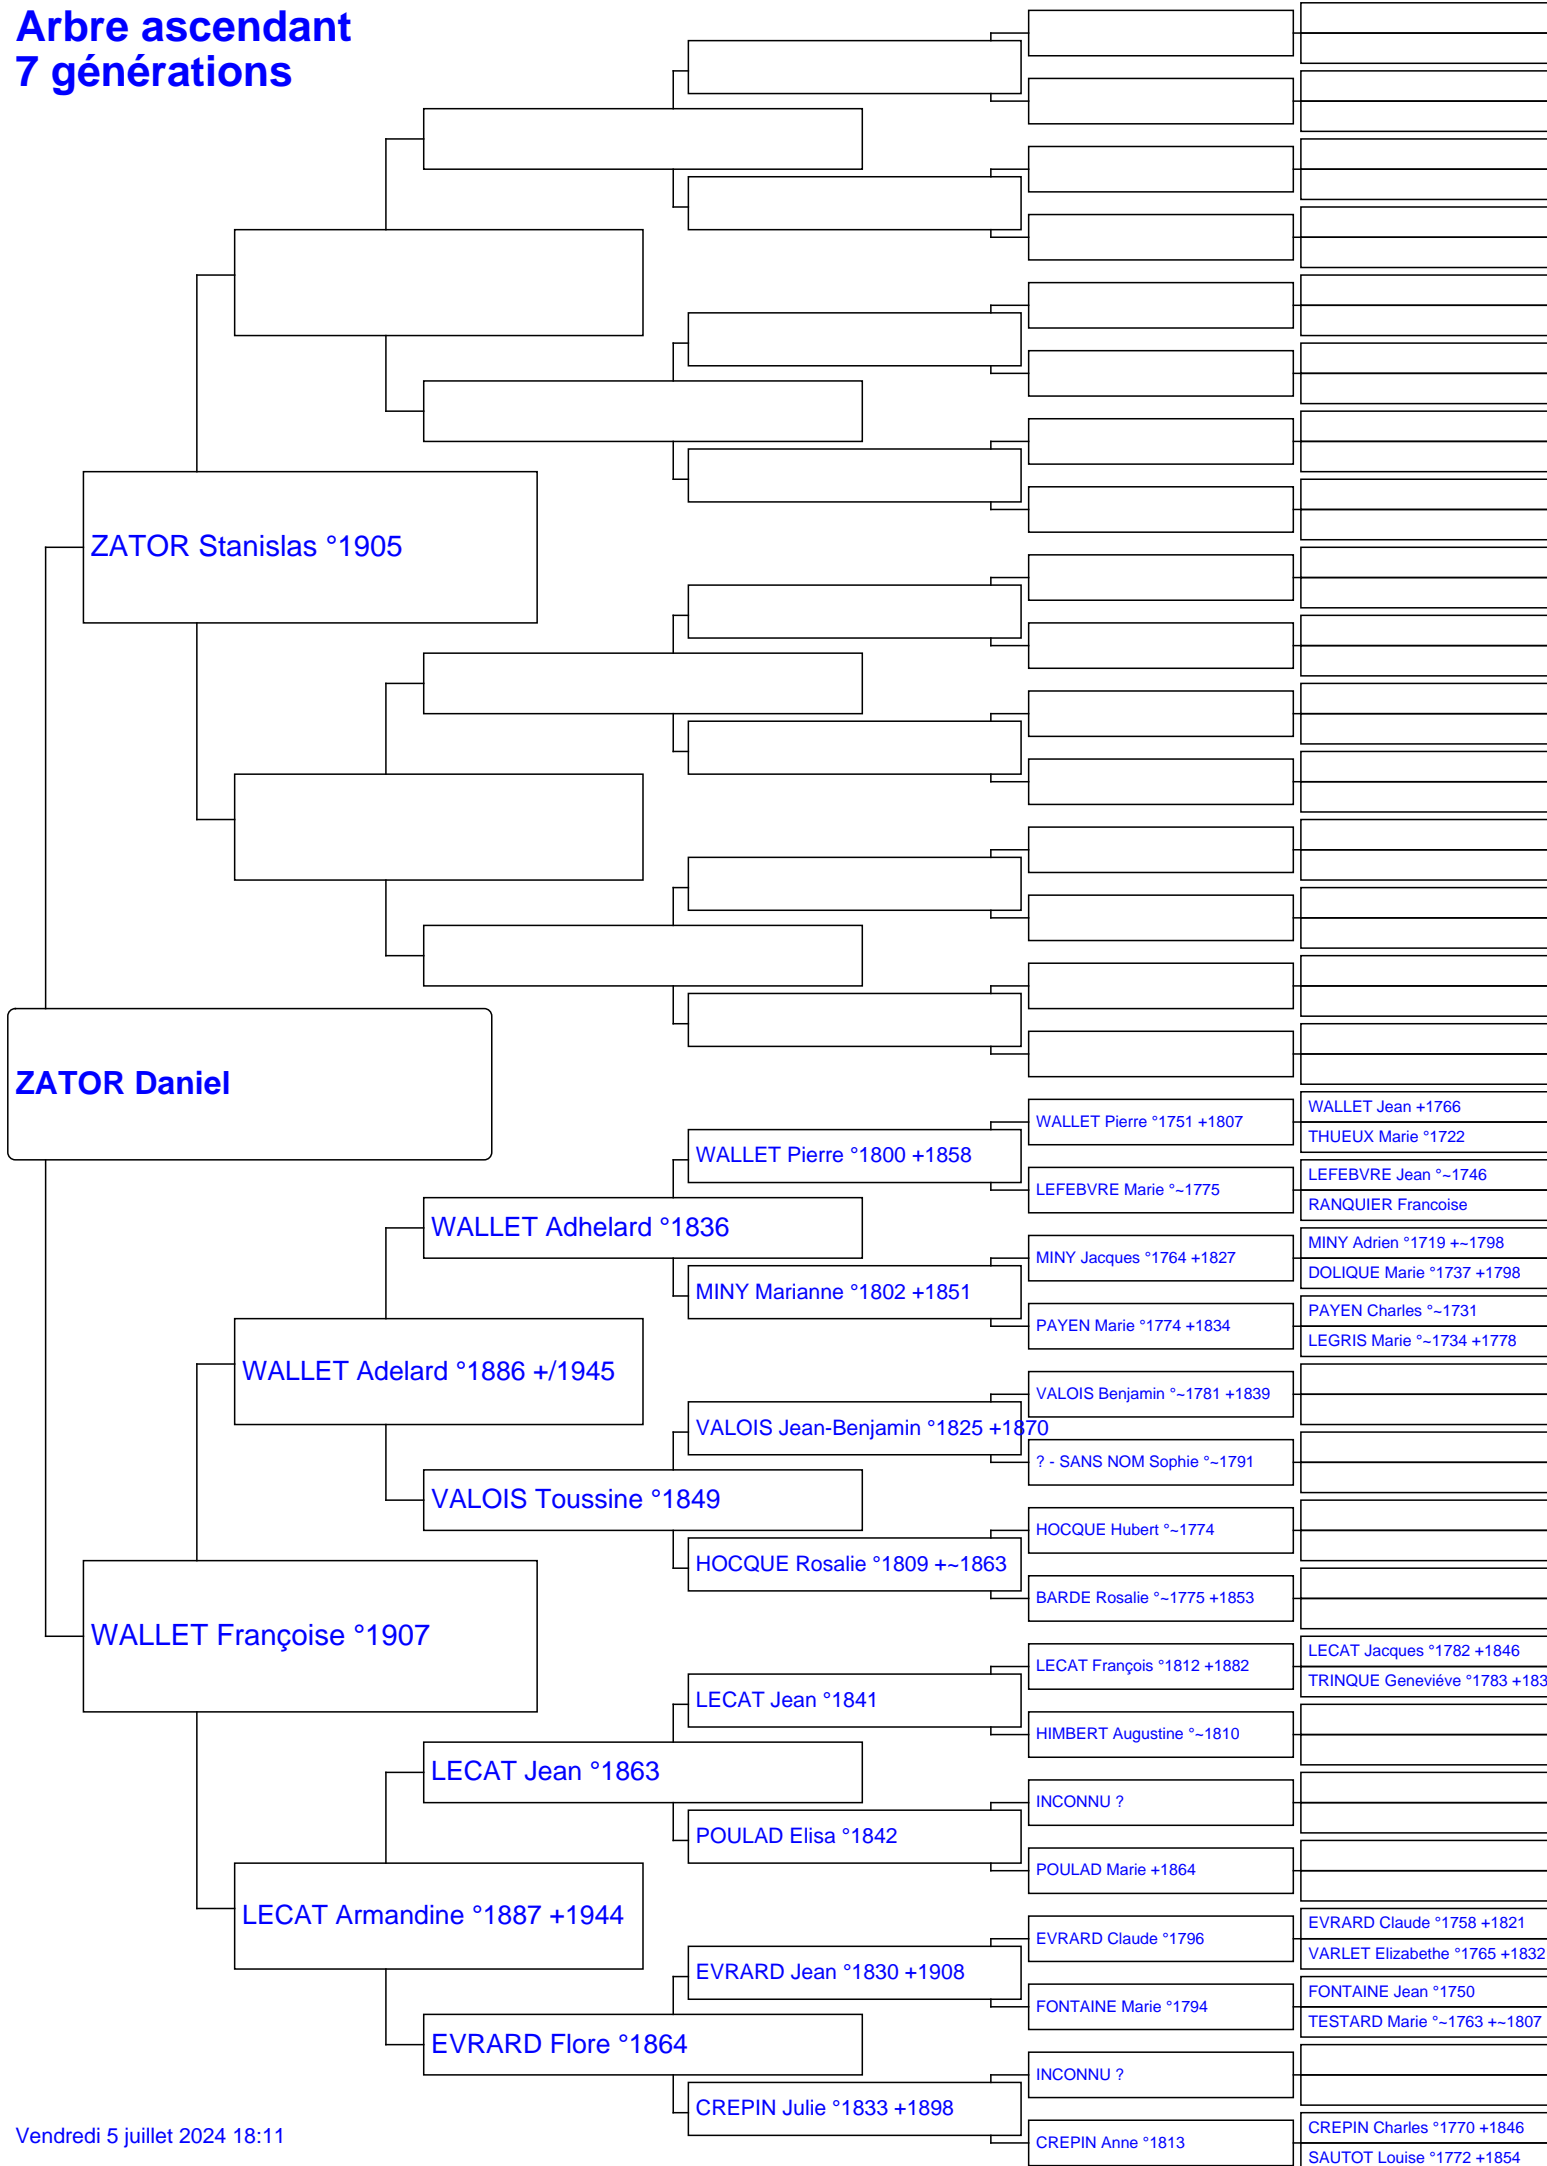 Arbre ascendant
7 générations
ZATOR Stanislas °1905
ZATOR Daniel
WALLET Jean +1766
WALLET Pierre °1751 +1807
THUEUX Marie °1722
WALLET Pierre °1800 +1858
LEFEBVRE Jean °~1746
LEFEBVRE Marie °~1775
RANQUIER Francoise
WALLET Adhelard °1836
MINY Adrien °1719 +~1798
MINY Jacques °1764 +1827
DOLIQUE Marie °1737 +1798
MINY Marianne °1802 +1851
PAYEN Charles °~1731
PAYEN Marie °1774 +1834
LEGRIS Marie °~1734 +1778
WALLET Adelard °1886 +/1945
VALOIS Benjamin °~1781 +1839
VALOIS Jean-Benjamin °1825 +1870
? - SANS NOM Sophie °~1791
VALOIS Toussine °1849
HOCQUE Hubert °~1774
HOCQUE Rosalie °1809 +~1863
BARDE Rosalie °~1775 +1853
WALLET Françoise °1907
LECAT Jacques °1782 +1846
LECAT François °1812 +1882
TRINQUE Geneviéve °1783 +183
LECAT Jean °1841
HIMBERT Augustine °~1810
LECAT Jean °1863
INCONNU ?
POULAD Elisa °1842
POULAD Marie +1864
LECAT Armandine °1887 +1944
EVRARD Claude °1758 +1821
EVRARD Claude °1796
VARLET Elizabethe °1765 +1832
EVRARD Jean °1830 +1908
FONTAINE Jean °1750
FONTAINE Marie °1794
TESTARD Marie °~1763 +~1807
EVRARD Flore °1864
INCONNU ?
CREPIN Julie °1833 +1898
CREPIN Charles °1770 +1846
CREPIN Anne °1813
SAUTOT Louise °1772 +1854
Vendredi 5 juillet 2024 18:11